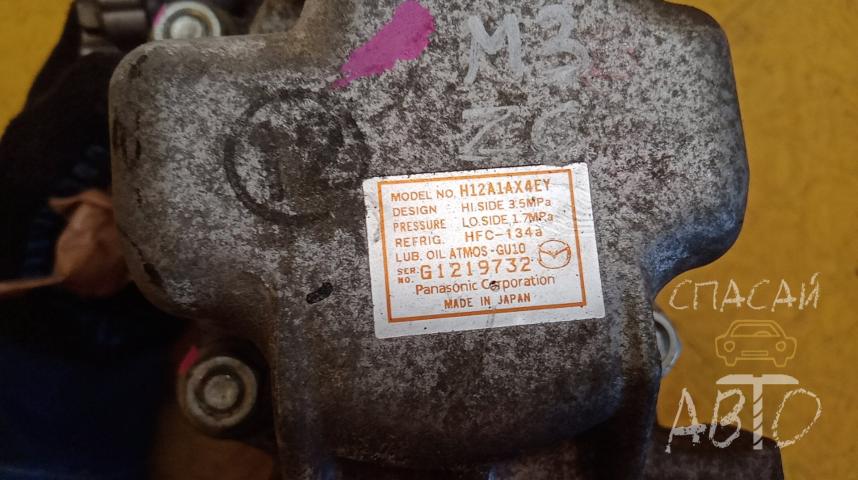 M3
12
MODEL NO. H12A1AX4EY
DESIGN HI.SIDE 3.5MPa
PRESSURE LO.SIDE 1.7MPa
REFRIG. HFC-134a
LUB. OIL ATMOS-GU10
SER. NO. G1219732
Panasonic Corporation
MADE IN JAPAN
СПАСАЙ
АВТО